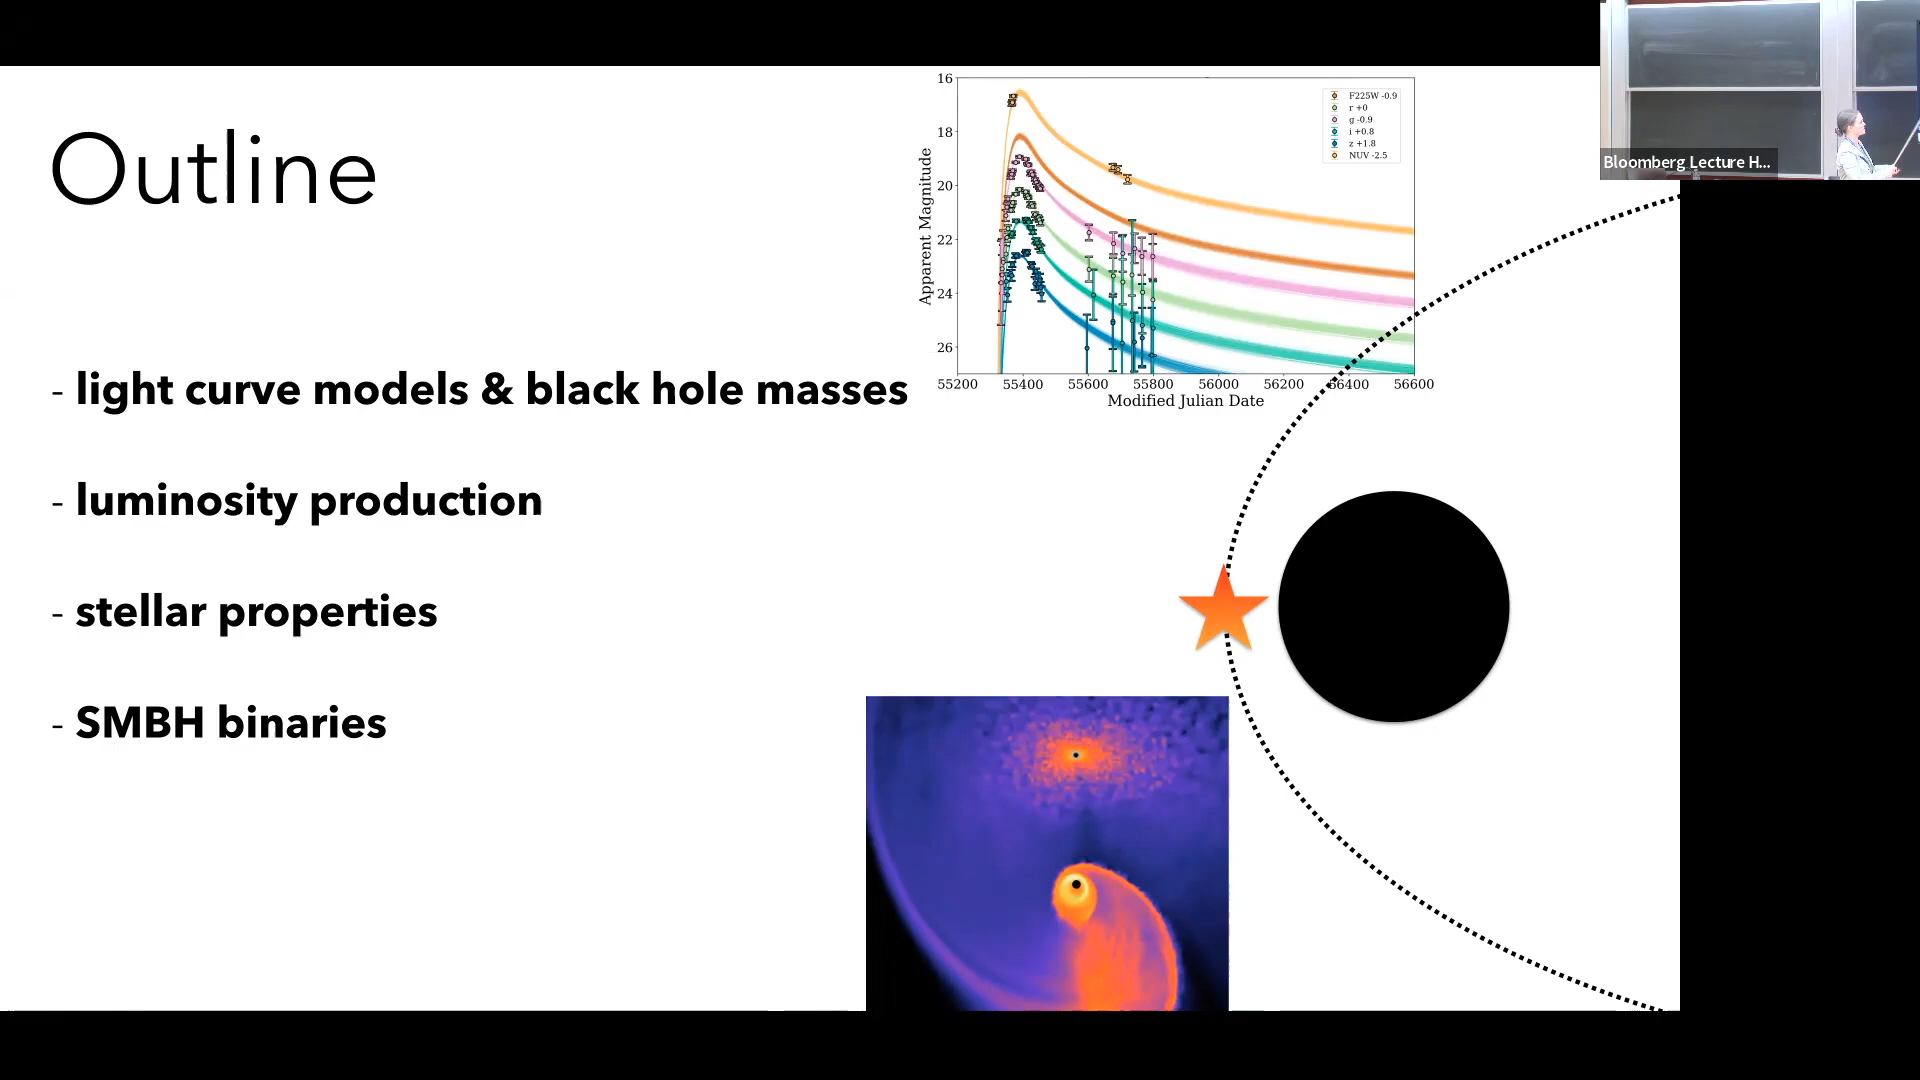 Outline
- light curve models & black hole masses
- luminosity production
- stellar properties
- SMBH binaries
16
18
20
22
24
26
Apparent Magnitude
F225W -0.9
r +0
g -0.9
i +0.8
z +1.8
NUV -2.5
55200 55400 55600 55800 56000 56200 56400 56600
Modified Julian Date
Bloomberg Lecture H...